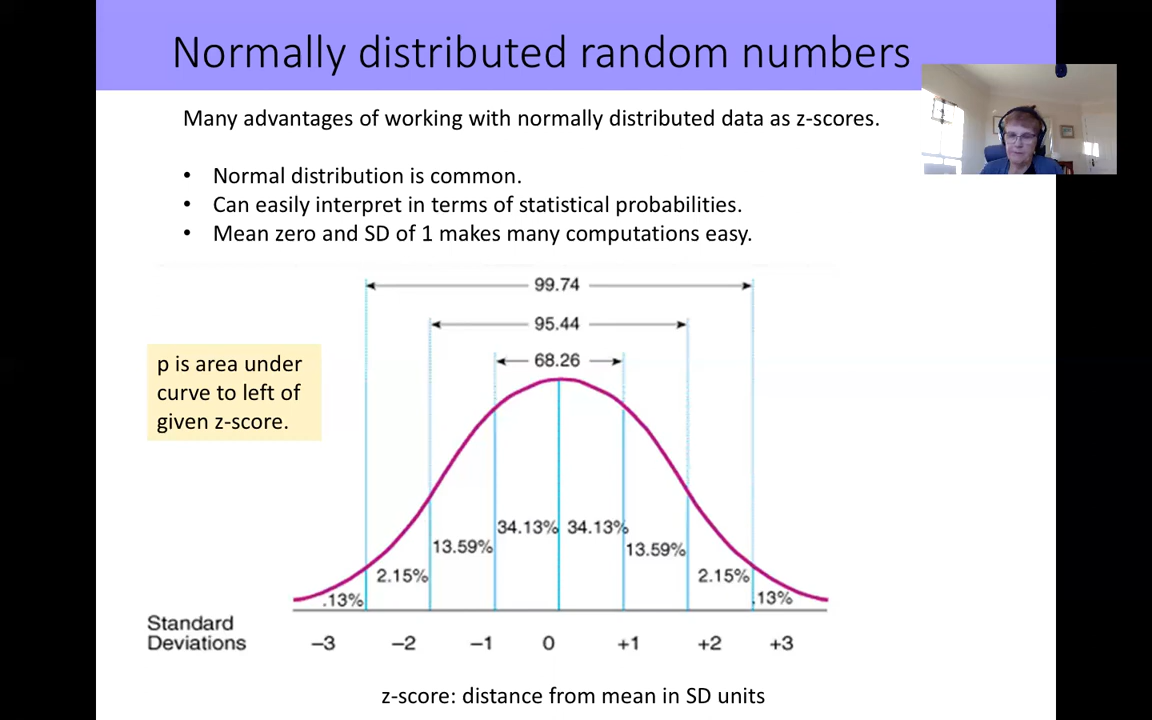 Normally distributed random numbers
Many advantages of working with normally distributed data as z-scores.
• Normal distribution is common.
• Can easily interpret in terms of statistical probabilities.
• Mean zero and SD of 1 makes many computations easy.
99.74
95.44
68.26
p is area under
curve to left of
given z-score.
34.13% 34.13%
13.59% 13.59%
2.15% 2.15%
.13% .13%
Standard
Deviations
−3 −2 −1 0 +1 +2 +3
z-score: distance from mean in SD units